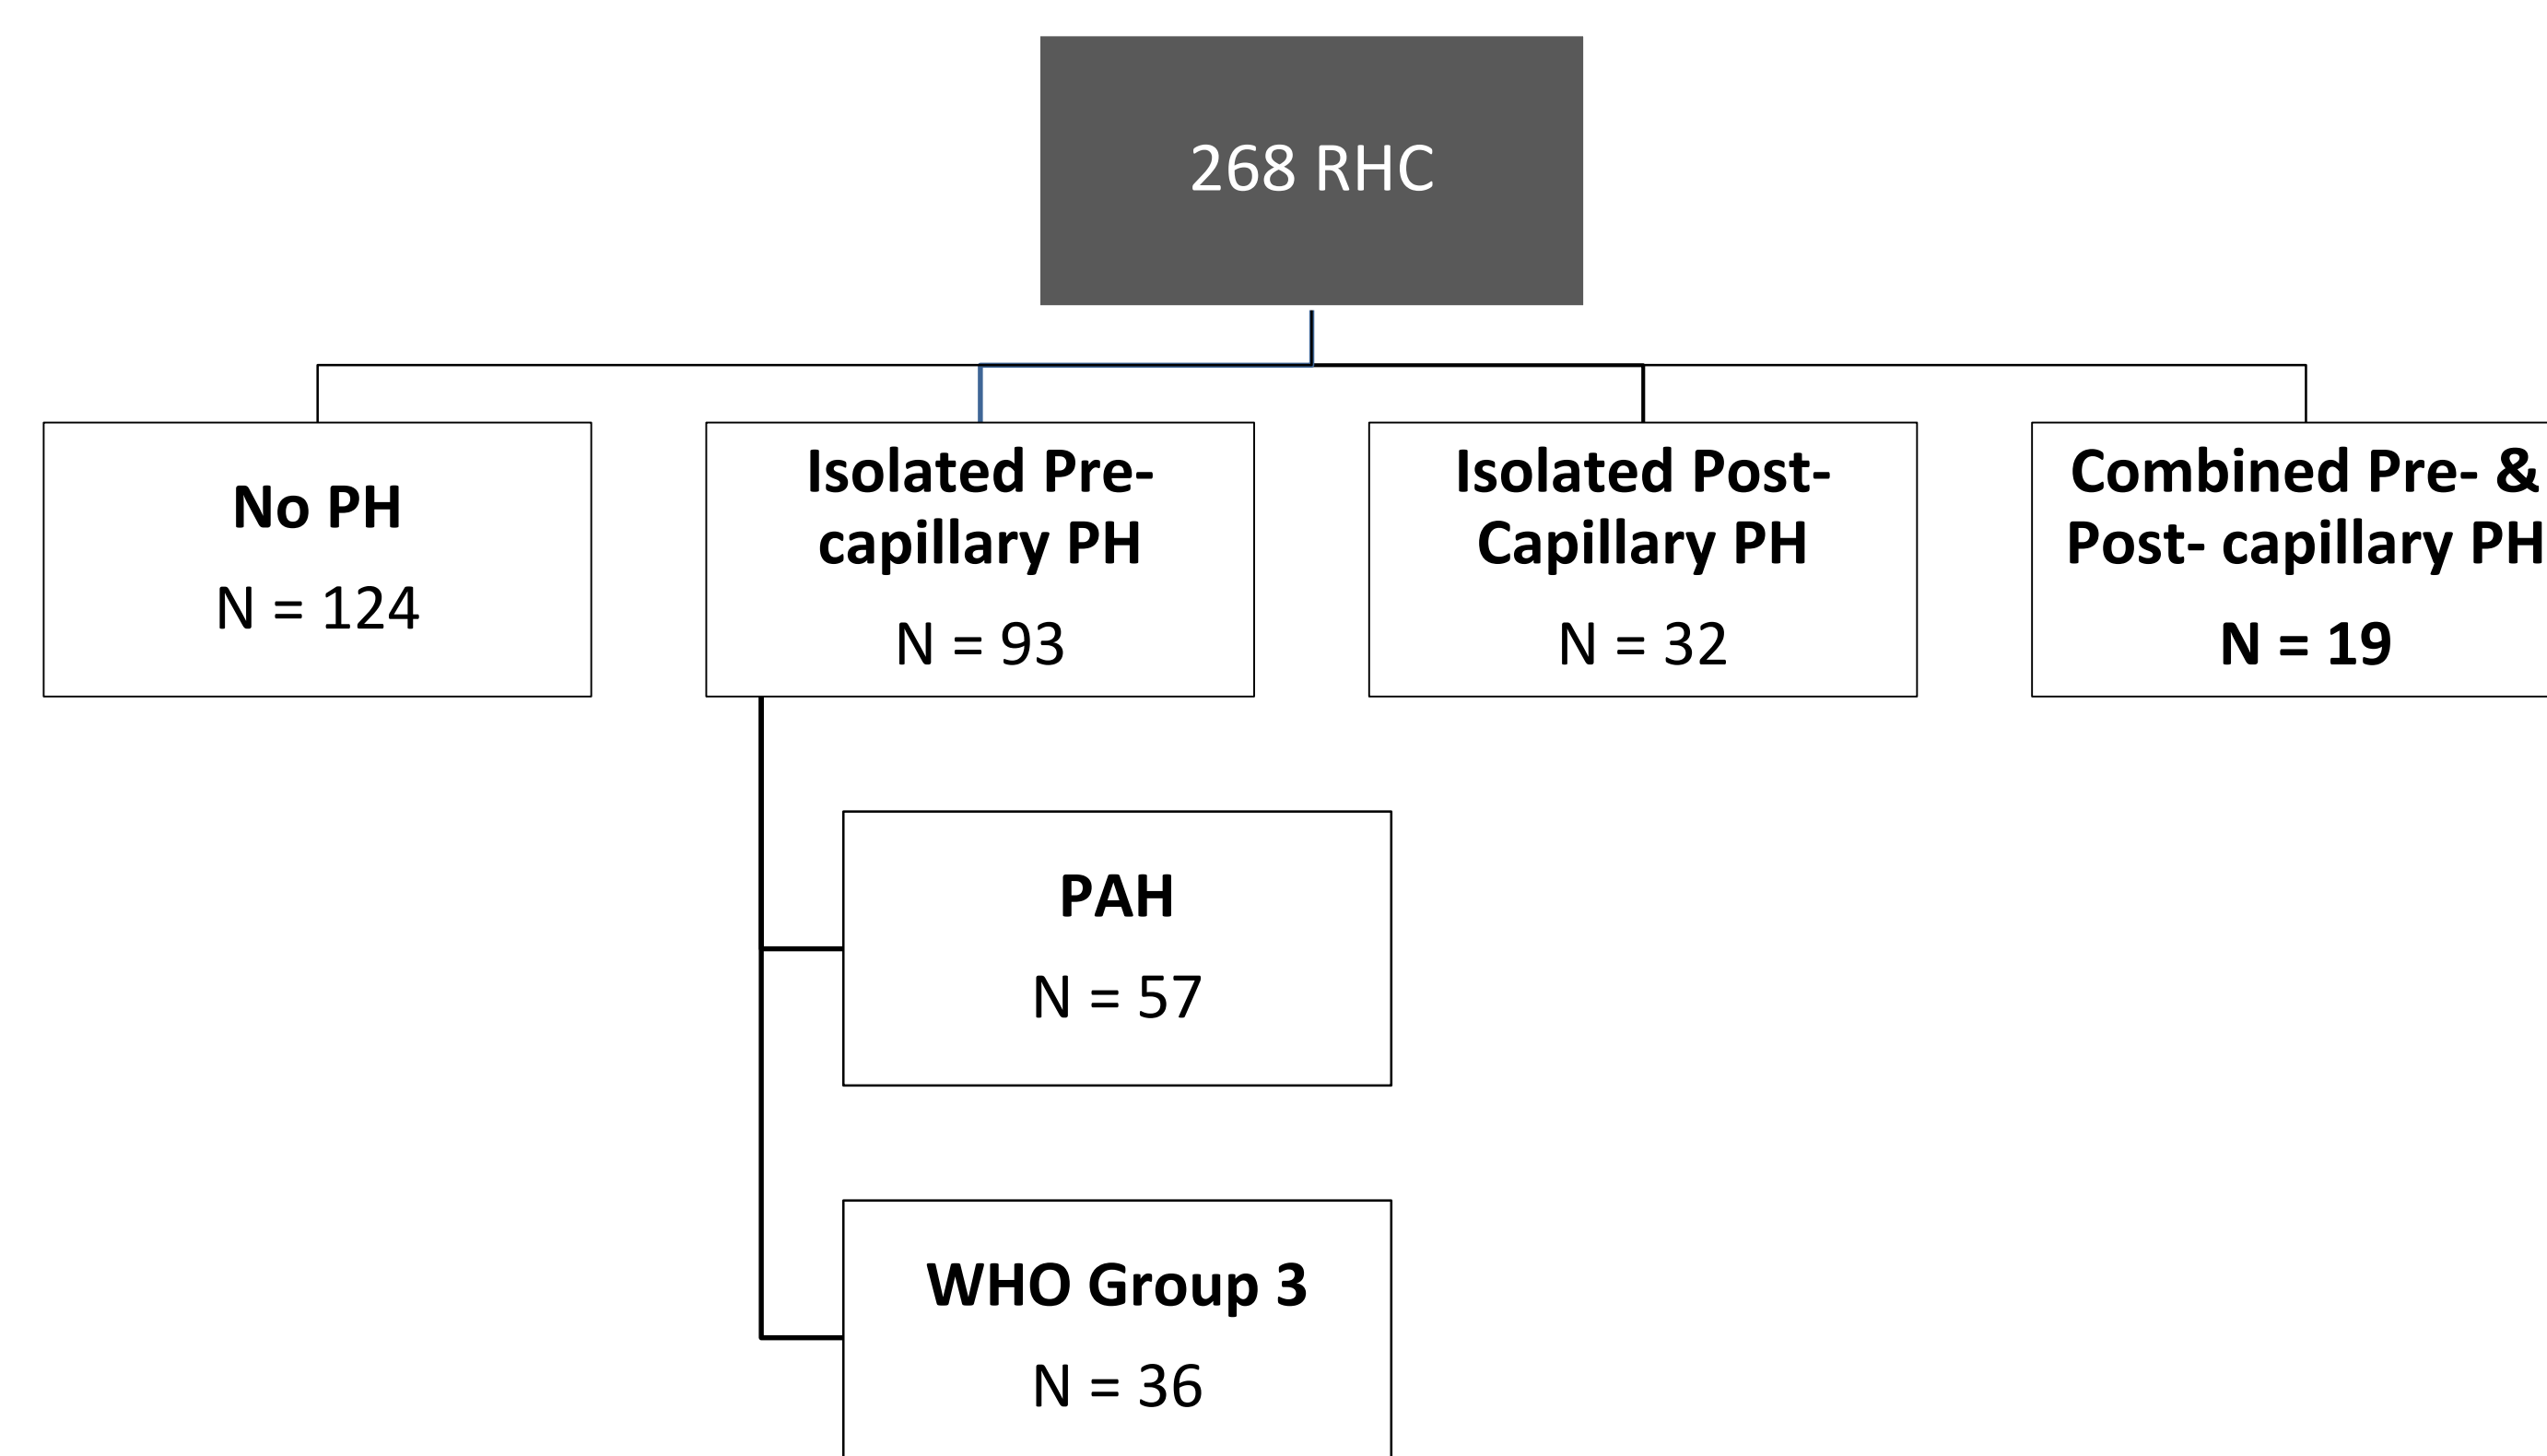 268 RHC
No PH
N = 124
Isolated Pre-
capillary PH
N = 93
Isolated Post-
Capillary PH
N = 32
Combined Pre- &
Post- capillary PH
N = 19
PAH
N = 57
WHO Group 3
N = 36